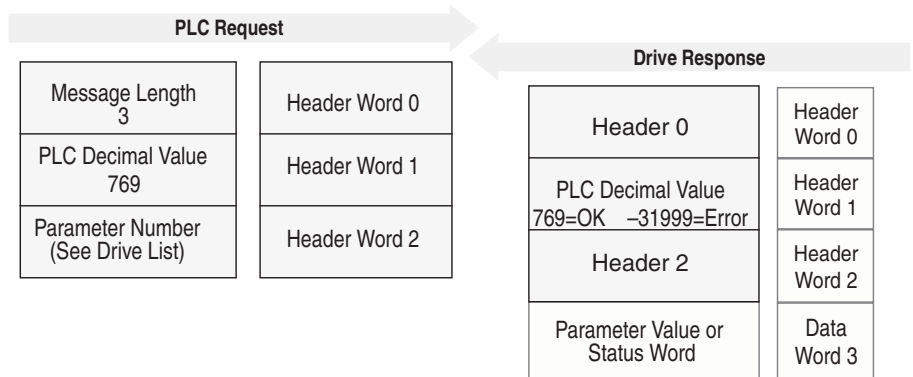 PLC Request
Message Length
3
Header Word 0
PLC Decimal Value
769
Header Word 1
Parameter Number
(See Drive List)
Header Word 2
Drive Response
Header 0
Header
Word 0
PLC Decimal Value
769=OK –31999=Error
Header
Word 1
Header 2
Header
Word 2
Parameter Value or
Status Word
Data
Word 3